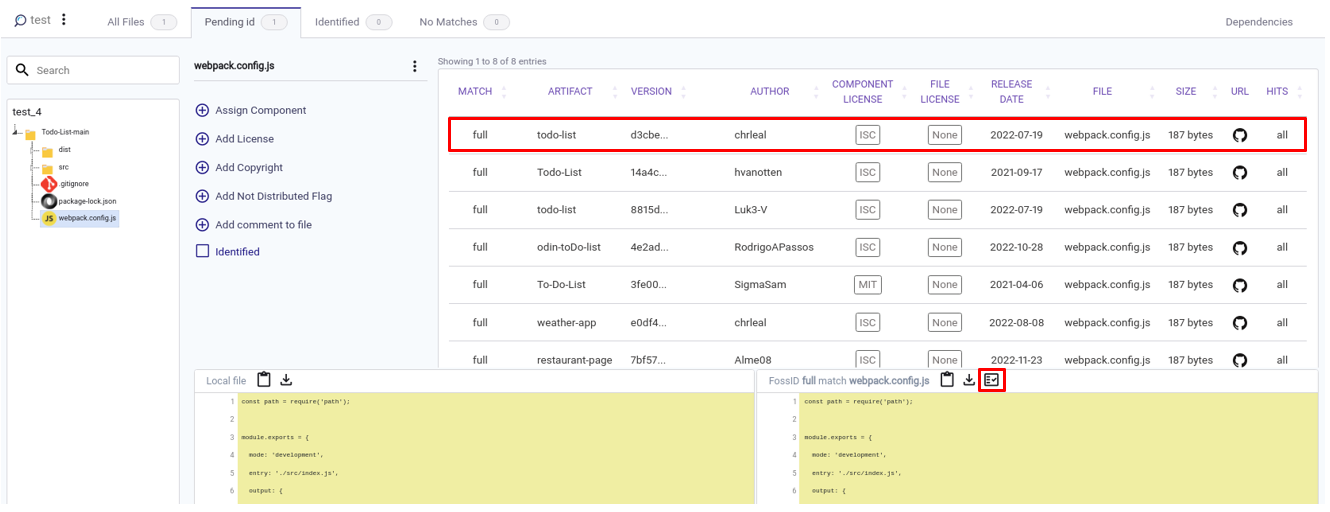 test
All Files 1
Pending id 1
Identified 0
No Matches 0
Dependencies
Search
test_4
Todo-List-main
dist
src
.gitignore
package-lock.json
JS webpack.config.js
webpack.config.js
Assign Component
Add License
Add Copyright
Add Not Distributed Flag
Add comment to file
Identified
Showing 1 to 8 of 8 entries
MATCH ARTIFACT VERSION AUTHOR COMPONENT LICENSE FILE LICENSE RELEASE DATE FILE SIZE URL HITS
full todo-list d3cbe... chrleal ISC None 2022-07-19 webpack.config.js 187 bytes all
full Todo-List 14a4c... hvanotten ISC None 2021-09-17 webpack.config.js 187 bytes all
full todo-list 8815d... Luk3-V ISC None 2022-07-19 webpack.config.js 187 bytes all
full odin-toDo-list 4e2ad... RodrigoAPassos ISC None 2022-10-28 webpack.config.js 187 bytes all
full To-Do-List 3fe00... SigmaSam MIT None 2021-04-06 webpack.config.js 187 bytes all
full weather-app e0df4... chrleal ISC None 2022-08-08 webpack.config.js 187 bytes all
full restaurant-page 7bf57... Alme08 ISC None 2022-11-23 webpack.config.js 187 bytes all
Local file
1 const path = require('path');
2
3 module.exports = {
4 mode: 'development',
5 entry: './src/index.js',
6 output: {
FossID full match webpack.config.js
1 const path = require('path');
2
3 module.exports = {
4 mode: 'development',
5 entry: './src/index.js',
6 output: {